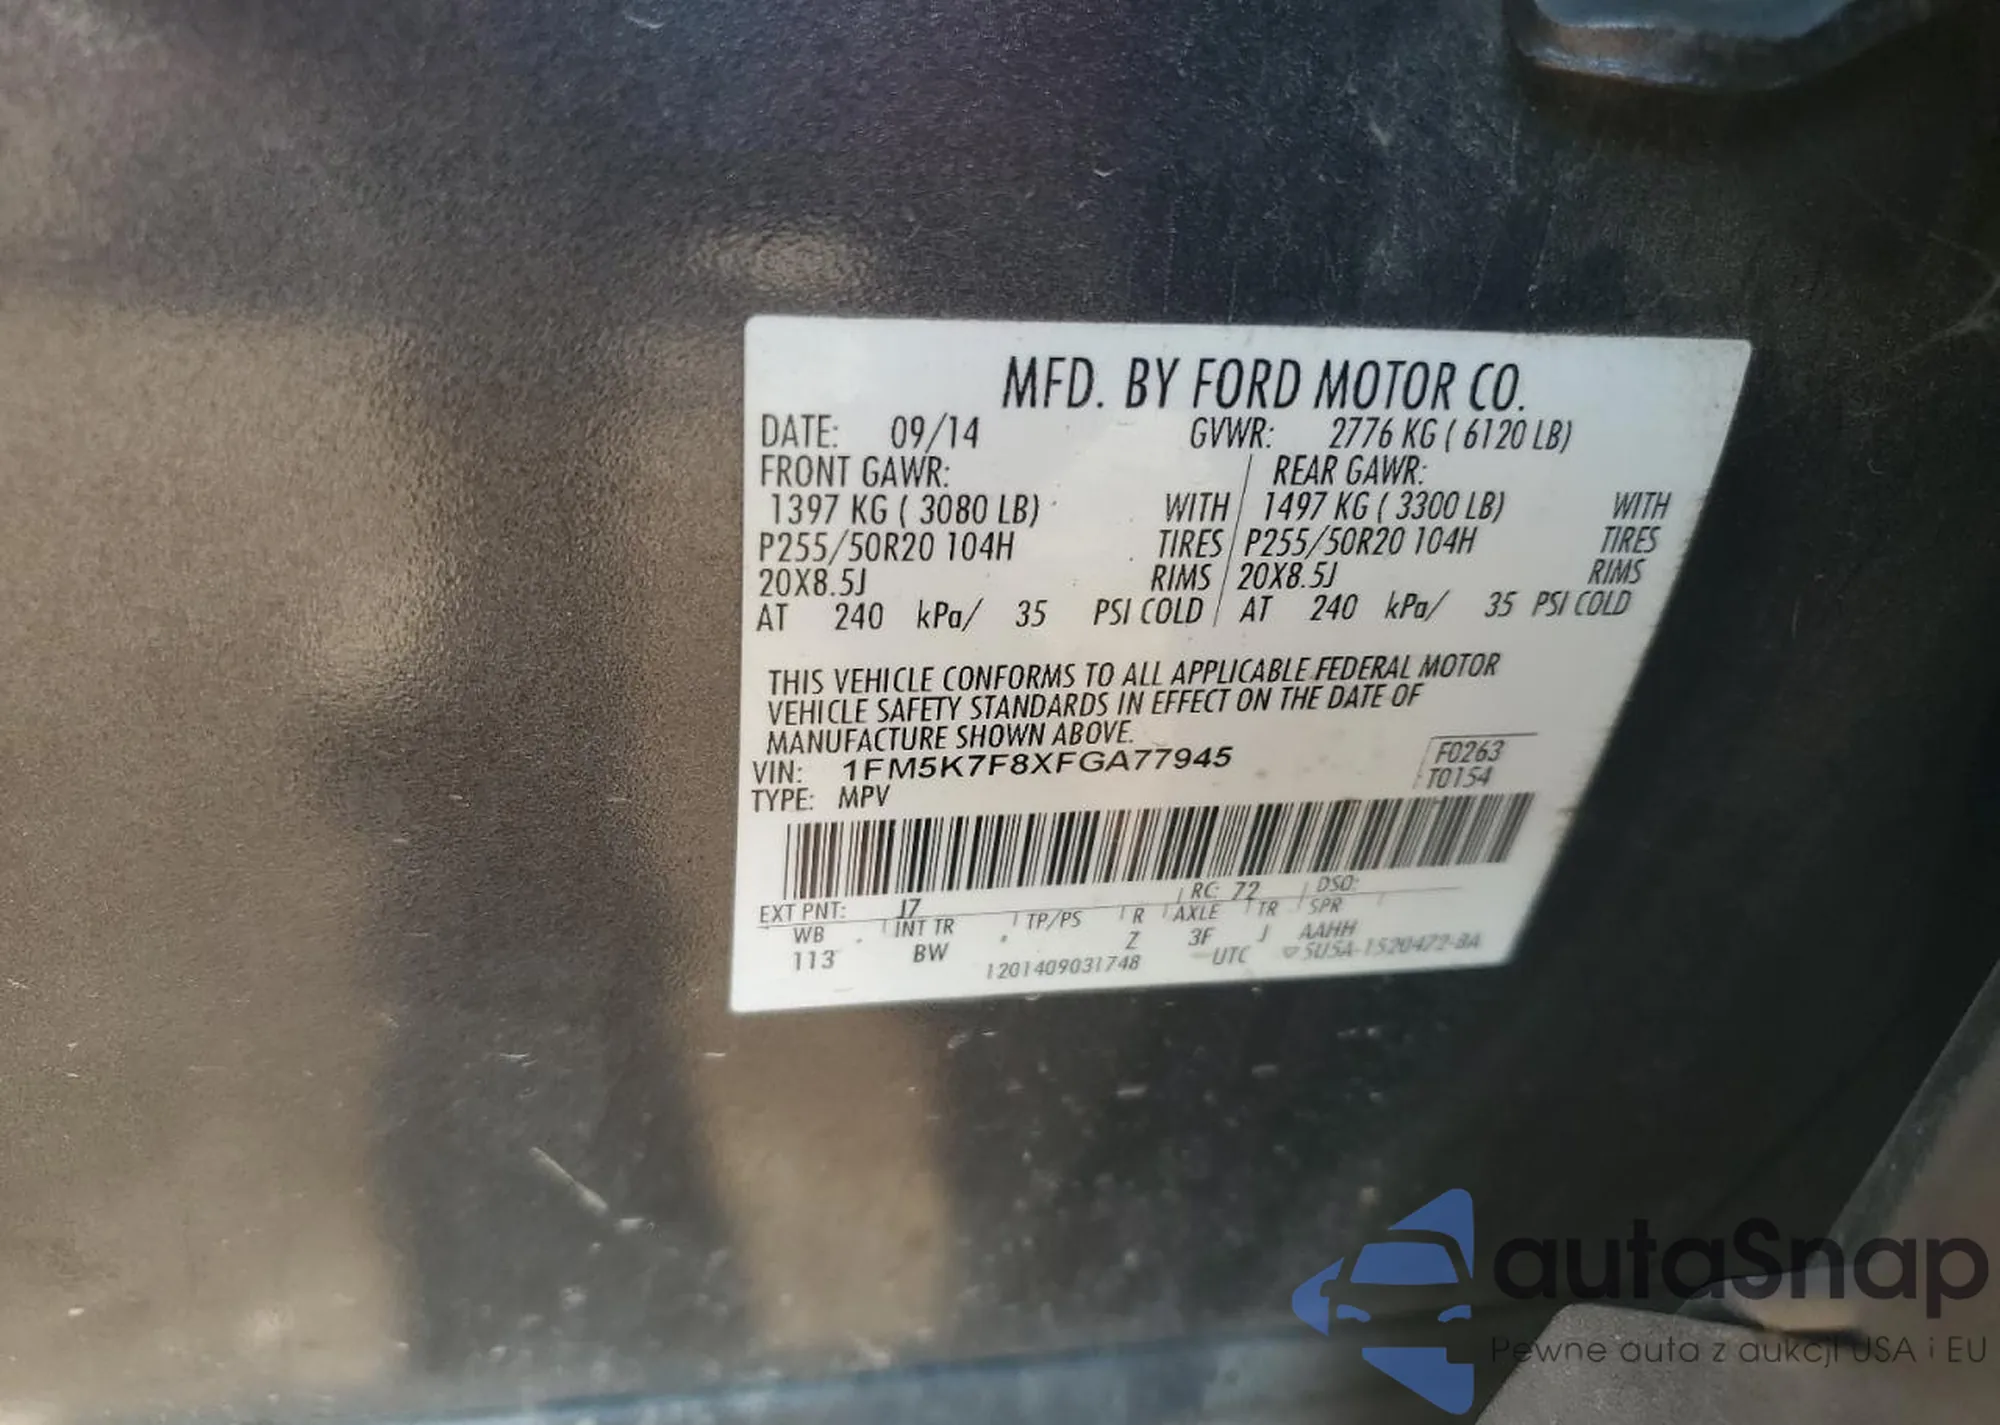 MFD. BY FORD MOTOR CO.
DATE: 09/14 GVWR: 2776 KG ( 6120 LB)
FRONT GAWR: REAR GAWR:
1397 KG ( 3080 LB) WITH 1497 KG ( 3300 LB) WITH
P255/50R20 104H TIRES P255/50R20 104H TIRES
20X8.5J RIMS 20X8.5J RIMS
AT 240 kPa/ 35 PSI COLD AT 240 kPa/ 35 PSI COLD
THIS VEHICLE CONFORMS TO ALL APPLICABLE FEDERAL MOTOR
VEHICLE SAFETY STANDARDS IN EFFECT ON THE DATE OF
MANUFACTURE SHOWN ABOVE.
VIN: 1FM5K7F8XFGA77945 F0263
TYPE: MPV T0154
EXT PNT: J7 RC: 72 DSO:
WB INT TR TP/PS R AXLE TR SPR
113 BW Z 3F J AAHH
1201409031748 UTC 5U5A-1520472-BA
autaSnap
Pewne auta z aukcji USA i EU